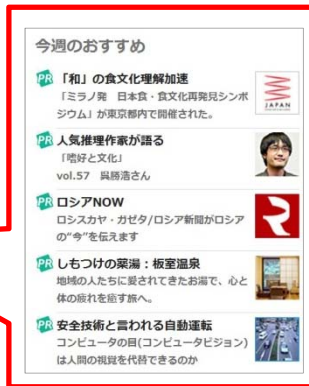 今週のおすすめ
PR 「和」の食文化理解加速
「ミラノ発 日本食・食文化再発見シンポ
ジウム」が東京都内で開催された。
JAPAN
PR 人気推理作家が語る
「嗜好と文化」
vol.57 呉勝浩さん
PR ロシアNOW
ロシスカヤ・ガゼタ/ロシア新聞がロシア
の“今”を伝えます
PR しもつけの薬湯：板室温泉
地域の人たちに愛されてきたお湯で、心と
体の疲れを癒す旅へ。
PR 安全技術と言われる自動運転
コンピュータの目(コンピュータビジョン)
は人間の視覚を代替できるのか